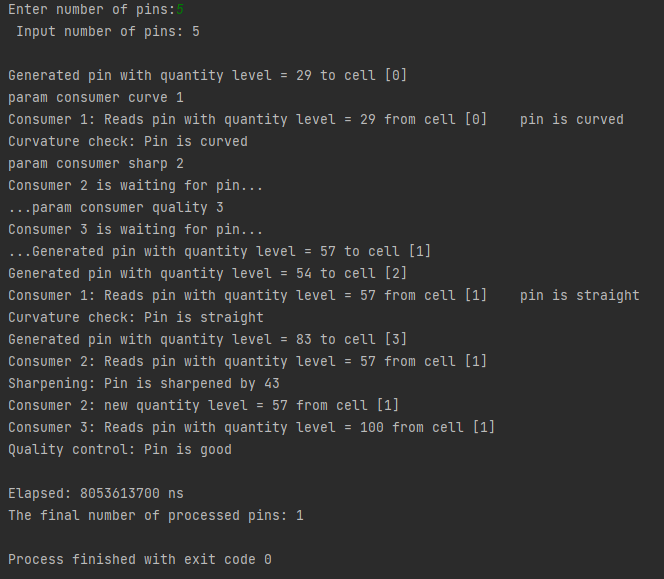 Enter number of pins:5
Input number of pins: 5
Generated pin with quantity level = 29 to cell [0]
param consumer curve 1
Consumer 1: Reads pin with quantity level = 29 from cell [0]    pin is curved
Curvature check: Pin is curved
param consumer sharp 2
Consumer 2 is waiting for pin...
...param consumer quality 3
Consumer 3 is waiting for pin...
...Generated pin with quantity level = 57 to cell [1]
Generated pin with quantity level = 54 to cell [2]
Consumer 1: Reads pin with quantity level = 57 from cell [1]    pin is straight
Curvature check: Pin is straight
Generated pin with quantity level = 83 to cell [3]
Consumer 2: Reads pin with quantity level = 57 from cell [1]
Sharpening: Pin is sharpened by 43
Consumer 2: new quantity level = 57 from cell [1]
Consumer 3: Reads pin with quantity level = 100 from cell [1]
Quality control: Pin is good
Elapsed: 8053613700 ns
The final number of processed pins: 1
Process finished with exit code 0